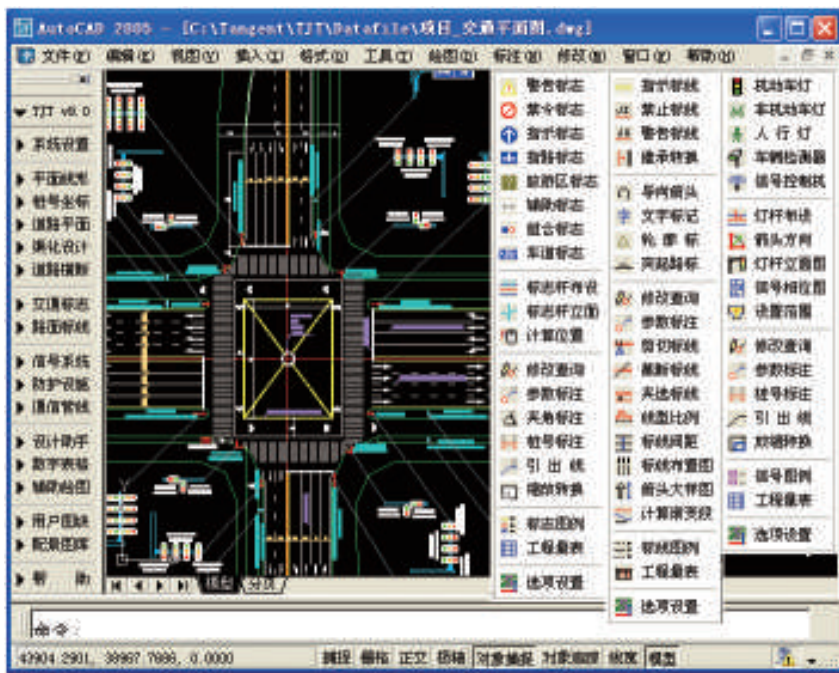 AutoCAD 2005 - [C:\Tangent\TJT\Datafile\项目_交通平面图.dwg]
文件(F) 编辑(E) 视图(V) 插入(I) 格式(O) 工具(T) 绘图(D) 标注(N) 修改(M) 窗口(W) 帮助(H)
TJT v8.0
系统设置
平面线形
桩号坐标
道路平面
渠化设计
道路横断
交通标志
路面标线
信号系统
防护设施
通信管线
设计助手
数字表格
辅助绘图
用户图块
配景图库
帮 助
警告标志
禁令标志
指示标志
指路标志
旅游区标志
辅助标志
组合标志
车道标志
标志杆布设
标志杆立面
计算位置
修改查询
参数标注
夹角标注
桩号标注
引 出 线
缩放转换
标志图例
工程量表
选项设置
指示标线
禁止标线
警告标线
继承转换
导向箭头
文字标记
轮 廓 标
突起路标
修改查询
参数标注
剪切标线
夹选标线
线型比例
标线间距
标线布置图
箭头大样图
计算渐变段
标线图例
工程量表
选项设置
机动车灯
非机动车灯
人 行 灯
车辆检测器
信号控制机
灯杆布设
箭头方向
灯杆立面图
信号相位图
设置范围
修改查询
参数标注
桩号标注
引 出 线
缩放转换
信号图例
工程量表
选项设置
模型 分页
命令:
43904.2901, 38967.7886, 0.0000 捕捉 栅格 正交 极轴 对象捕捉 对象追踪 线宽 模型